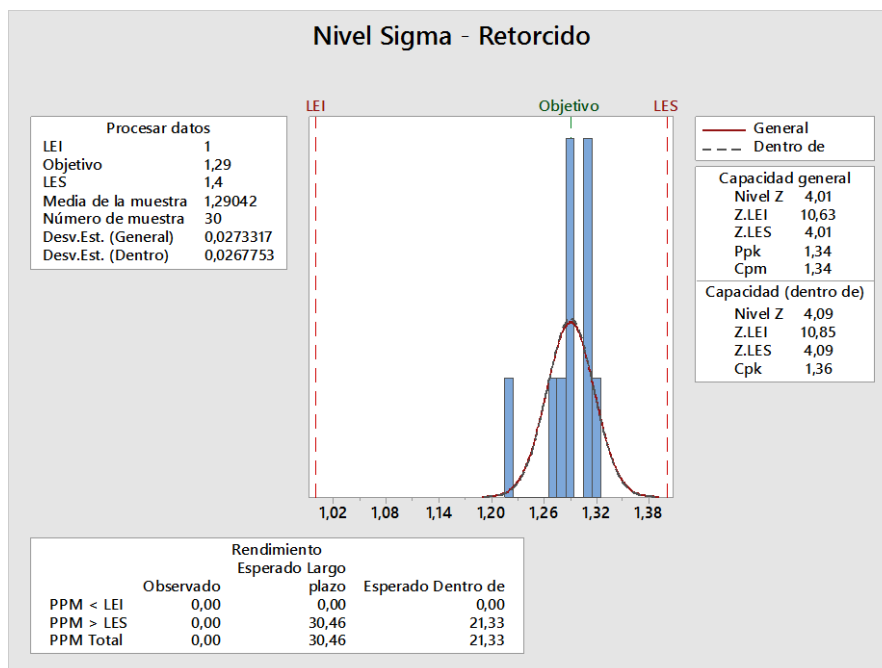 Nivel Sigma - Retorcido
LEI Objetivo LES
Procesar datos
LEI 1
Objetivo 1,29
LES 1,4
Media de la muestra 1,29042
Número de muestra 30
Desv.Est. (General) 0,0273317
Desv.Est. (Dentro) 0,0267753
General
Dentro de
Capacidad general
Nivel Z 4,01
Z.LEI 10,63
Z.LES 4,01
Ppk 1,34
Cpm 1,34
Capacidad (dentro de)
Nivel Z 4,09
Z.LEI 10,85
Z.LES 4,09
Cpk 1,36
1,02 1,08 1,14 1,20 1,26 1,32 1,38
Rendimiento
Esperado Largo
Observado plazo Esperado Dentro de
PPM < LEI 0,00 0,00 0,00
PPM > LES 0,00 30,46 21,33
PPM Total 0,00 30,46 21,33